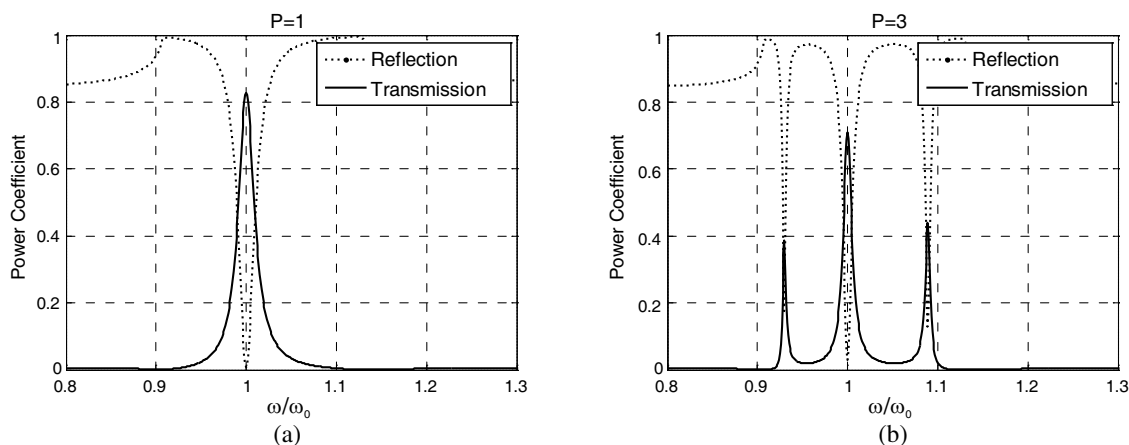 P=1
1
0.8
0.6
0.4
0.2
0
0.8
0.9
1
1.1
1.2
1.3
Power Coefficient
ω/ω₀
Reflection
Transmission
(a)
P=3
1
0.8
0.6
0.4
0.2
0
0.8
0.9
1
1.1
1.2
1.3
Power Coefficient
ω/ω₀
Reflection
Transmission
(b)